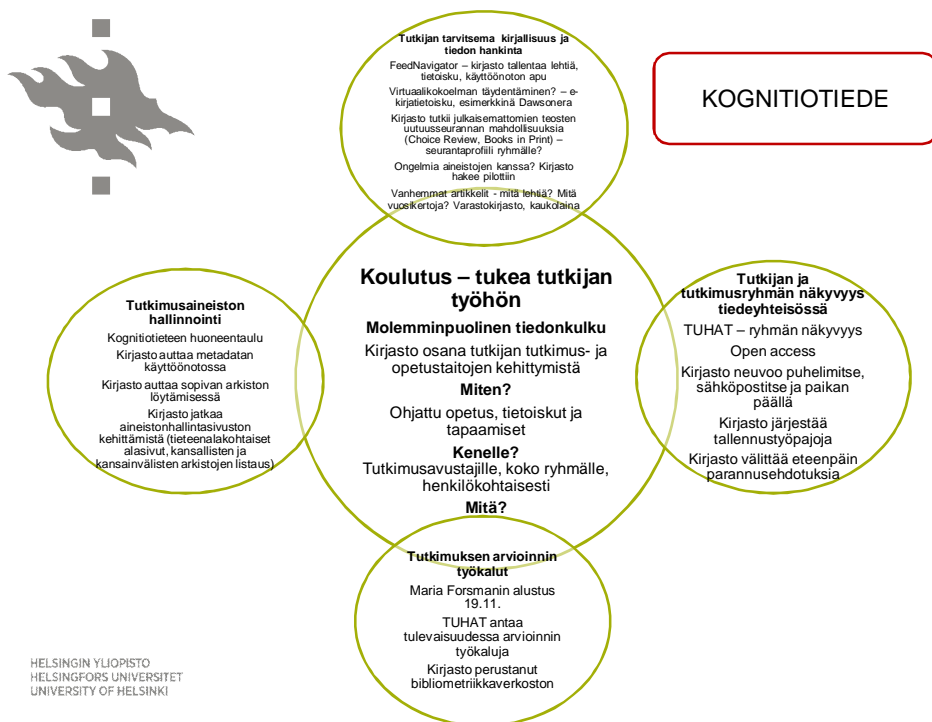 Tutkijan tarvitsema kirjallisuus ja
tiedon hankinta
FeedNavigator – kirjasto tallentaa lehtiä,
tietoisku, käyttöönoton apu
Virtuaalikokoelman täydentäminen? – e-
kirjatietoisku, esimerkkinä Dawsonera
Kirjasto tutkii julkaisemattomien teosten
uutuusseurannan mahdollisuuksia
(Choice Review, Books in Print) –
seurantaprofiili ryhmälle?
Ongelmia aineistojen kanssa? Kirjasto
hakee pilottiin
Vanhemmat artikkelit - mitä lehtiä? Mitä
vuosikertoja? Varastokirjasto, kaukolaina
KOGNITIOTIEDE
Koulutus – tukea tutkijan
työhön
Molemminpuolinen tiedonkulku
Kirjasto osana tutkijan tutkimus- ja
opetustaitojen kehittymistä
Miten?
Ohjattu opetus, tietoiskut ja
tapaamiset
Kenelle?
Tutkimusavustajille, koko ryhmälle,
henkilökohtaisesti
Mitä?
Tutkimusaineiston
hallinnointi
Kognitiotieteen huoneentaulu
Kirjasto auttaa metadatan
käyttöönotossa
Kirjasto auttaa sopivan arkiston
löytämisessä
Kirjasto jatkaa
aineistonhallintasivuston
kehittämistä (tieteenalakohtaiset
alasivut, kansallisten ja
kansainvälisten arkistojen listaus)
Tutkijan ja
tutkimusryhmän näkyvyys
tiedeyhteisössä
TUHAT – ryhmän näkyvyys
Open access
Kirjasto neuvoo puhelimitse,
sähköpostitse ja paikan
päällä
Kirjasto järjestää
tallennustyöpajoja
Kirjasto välittää eteenpäin
parannusehdotuksia
Tutkimuksen arvioinnin
työkalut
Maria Forsmanin alustus
19.11.
TUHAT antaa
tulevaisuudessa arvioinnin
työkaluja
Kirjasto perustanut
bibliometriikkaverkoston
HELSINGIN YLIOPISTO
HELSINGFORS UNIVERSITET
UNIVERSITY OF HELSINKI